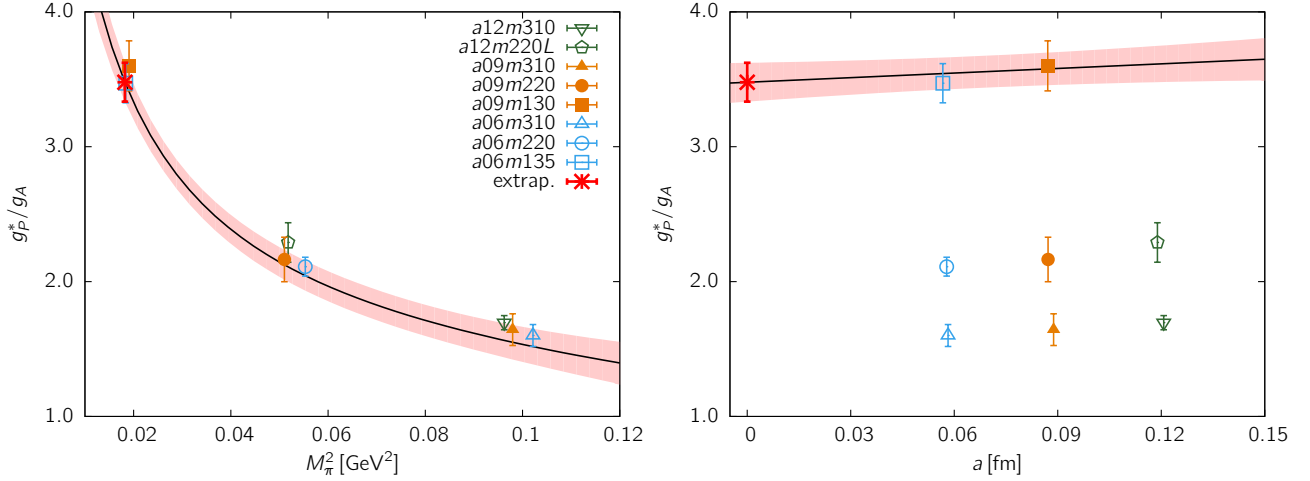 4.0
3.0
2.0
1.0
g*P/gA
0.02
0.04
0.06
0.08
0.1
0.12
M²π [GeV²]
a12m310
a12m220L
a09m310
a09m220
a09m130
a06m310
a06m220
a06m135
extrap.
4.0
3.0
2.0
1.0
g*P/gA
0
0.03
0.06
0.09
0.12
0.15
a [fm]